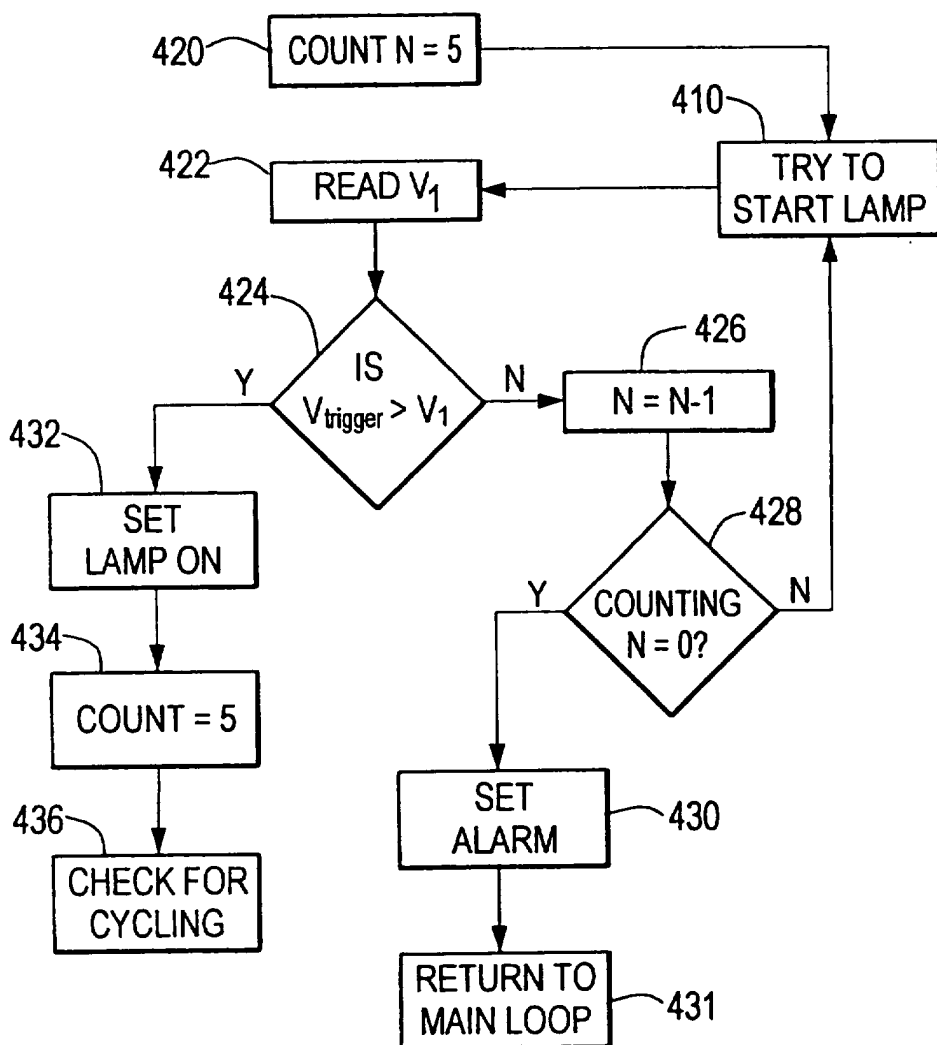 420
COUNT N = 5
410
TRY TO
START LAMP
422
READ V1
424
IS
Vtrigger > V1
Y
N
426
N = N-1
432
SET
LAMP ON
428
COUNTING
N = 0?
Y
N
434
COUNT = 5
436
CHECK FOR
CYCLING
SET
ALARM
430
RETURN TO
MAIN LOOP
431